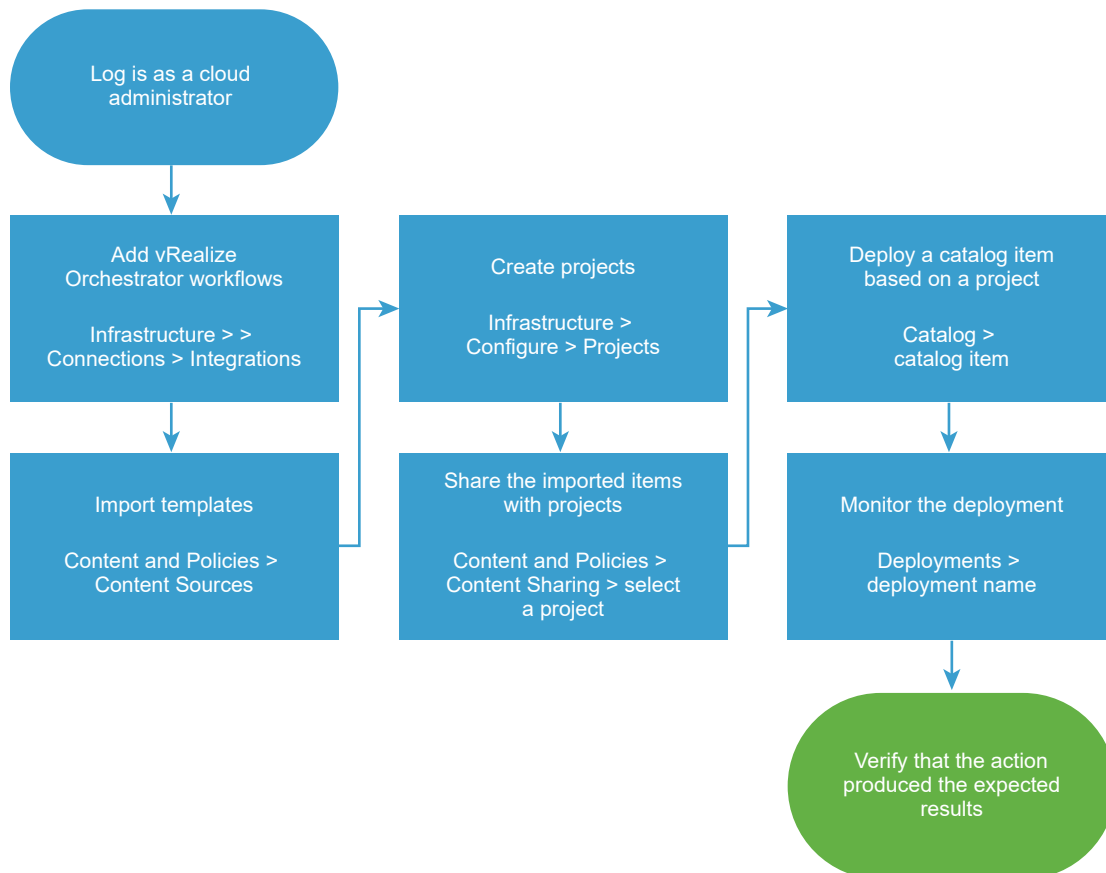 Log is as a cloud
administrator
Add vRealize
Orchestrator workflows
Infrastructure > >
Connections > Integrations
Import templates
Content and Policies >
Content Sources
Create projects
Infrastructure >
Configure > Projects
Share the imported items
with projects
Content and Policies >
Content Sharing > select
a project
Deploy a catalog item
based on a project
Catalog >
catalog item
Monitor the deployment
Deployments >
deployment name
Verify that the action
produced the expected
results